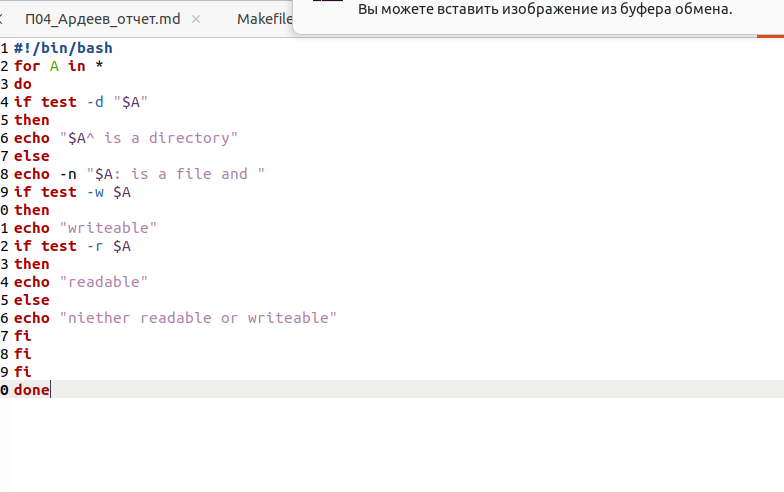 П04_Ардеев_отчет.md × Makefile
Вы можете вставить изображение из буфера обмена.
1 #!/bin/bash
2 for A in *
3 do
4 if test -d "$A"
5 then
6 echo "$A^ is a directory"
7 else
8 echo -n "$A: is a file and "
9 if test -w $A
0 then
1 echo "writeable"
2 if test -r $A
3 then
4 echo "readable"
5 else
6 echo "niether readable or writeable"
7 fi
8 fi
9 fi
0 done